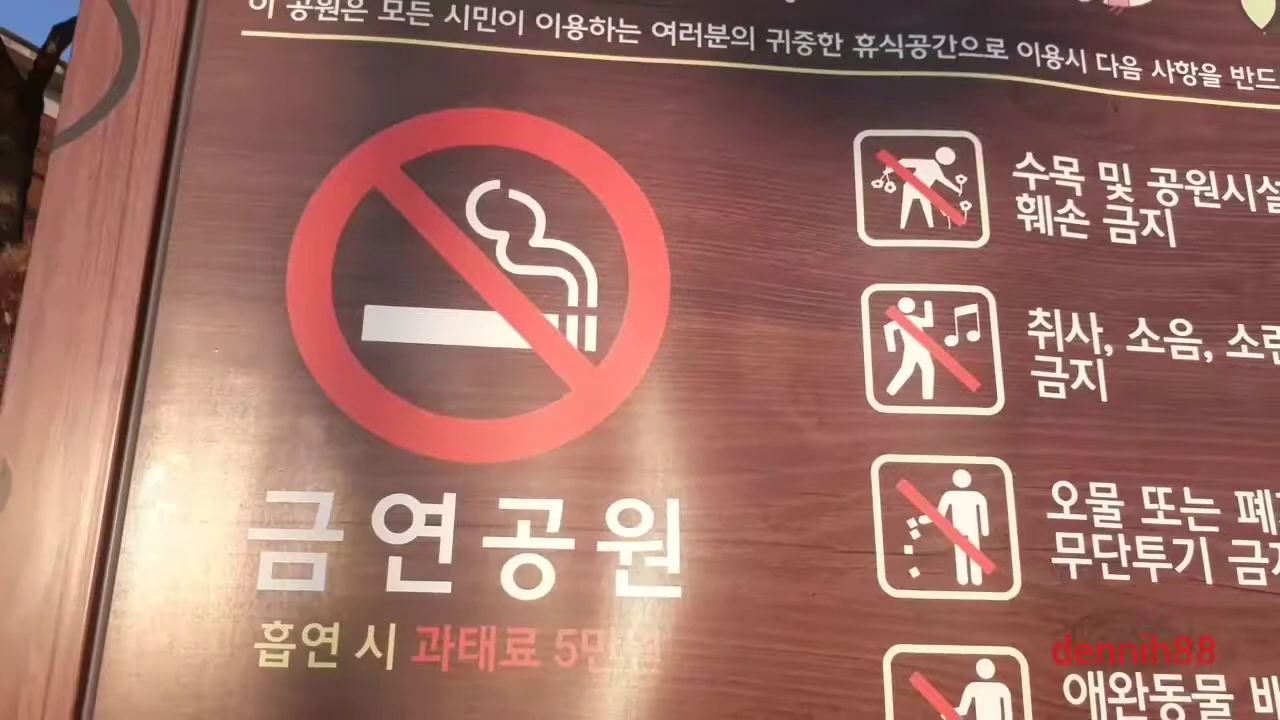 이 공원은 모든 시민이 이용하는 여러분의 귀중한 휴식공간으로 이용시 다음 사항을 반드
금연공원
흡연 시 과태료 5만원
수목 및 공원시설
훼손 금지
취사, 소음, 소란
금지
오물 또는
무단투기 금지
애완동물
dennih88